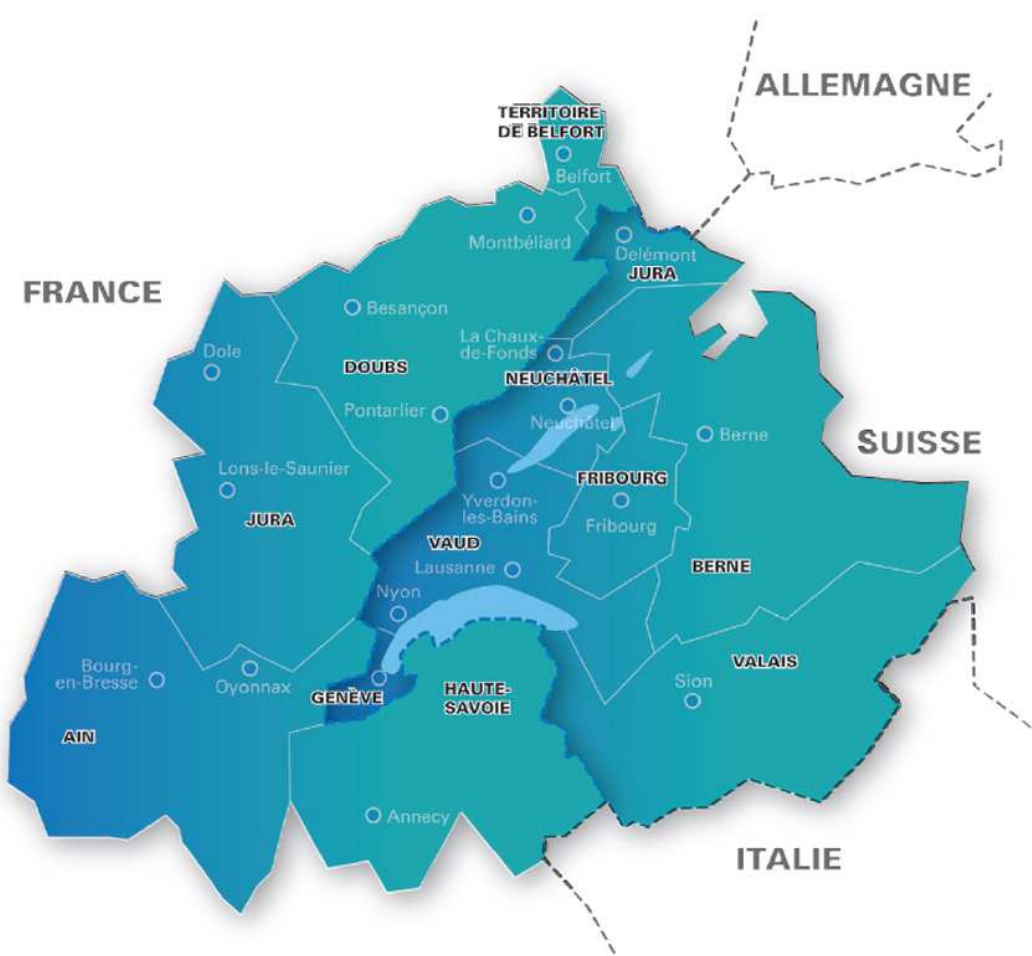 ALLEMAGNE
TERRITOIRE
DE BELFORT
Belfort
Montbéliard
Delémont
JURA
FRANCE
Besançon
La Chaux-
de-Fonds
Dole
DOUBS
NEUCHÂTEL
Pontarlier
Neuchâtel
Berne
SUISSE
Lons-le-Saunier
Yverdon-
les-Bains
FRIBOURG
Fribourg
JURA
VAUD
Lausanne
BERNE
Nyon
Bourg-
en-Bresse
Oyonnax
GENÈVE
HAUTE-
SAVOIE
VALAIS
Sion
AIN
Annecy
ITALIE